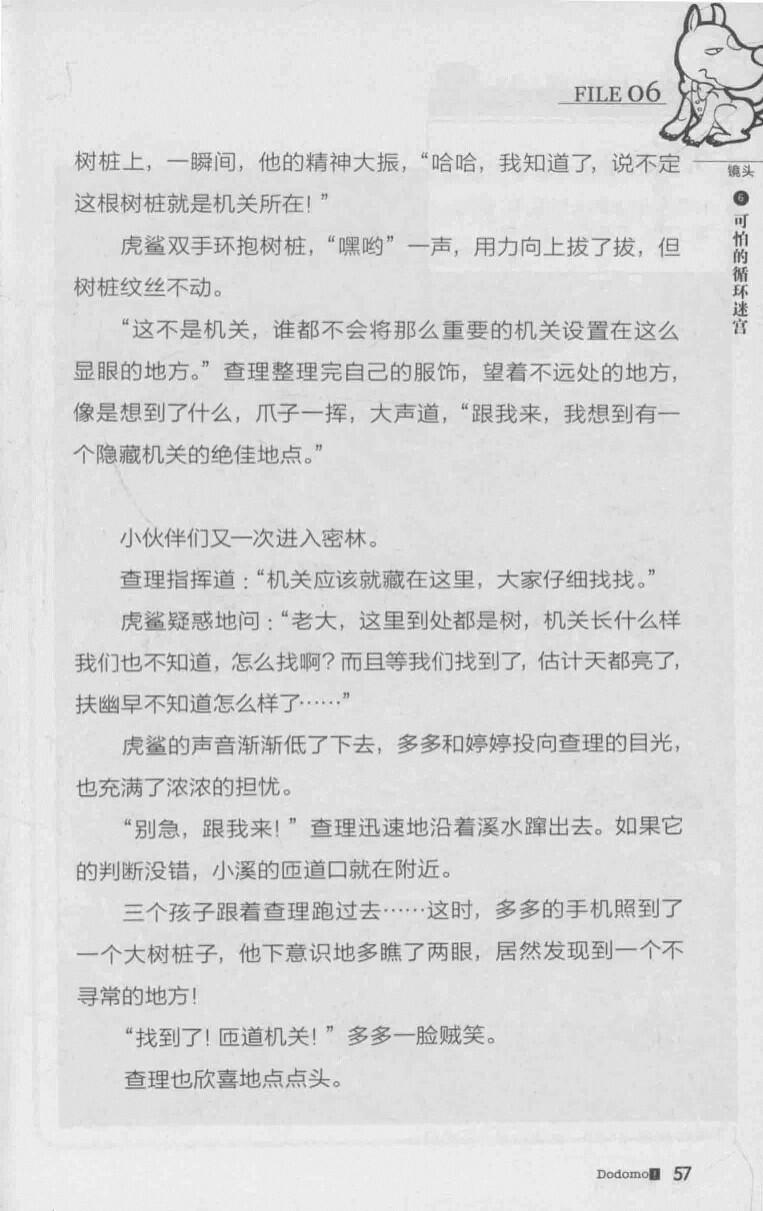 FILE 06
镜头
❻
可怕的循环迷宫
树桩上，一瞬间，他的精神大振，“哈哈，我知道了，说不定
这根树桩就是机关所在！”
虎鲨双手环抱树桩，“嘿哟”一声，用力向上拔了拔，但
树桩纹丝不动。
“这不是机关，谁都不会将那么重要的机关设置在这么
显眼的地方。”查理整理完自己的服饰，望着不远处的地方，
像是想到了什么，爪子一挥，大声道，“跟我来，我想到有一
个隐藏机关的绝佳地点。”
小伙伴们又一次进入密林。
查理指挥道：“机关应该就藏在这里，大家仔细找找。”
虎鲨疑惑地问：“老大，这里到处都是树，机关长什么样
我们也不知道，怎么找啊？而且等我们找到了，估计天都亮了，
扶幽早不知道怎么样了……”
虎鲨的声音渐渐低了下去，多多和婷婷投向查理的目光，
也充满了浓浓的担忧。
“别急，跟我来！”查理迅速地沿着溪水蹿出去。如果它
的判断没错，小溪的匝道口就在附近。
三个孩子跟着查理跑过去……这时，多多的手机照到了
一个大树桩子，他下意识地多瞧了两眼，居然发现到一个不
寻常的地方！
“找到了！匝道机关！”多多一脸贼笑。
查理也欣喜地点点头。
Dodomo! 57